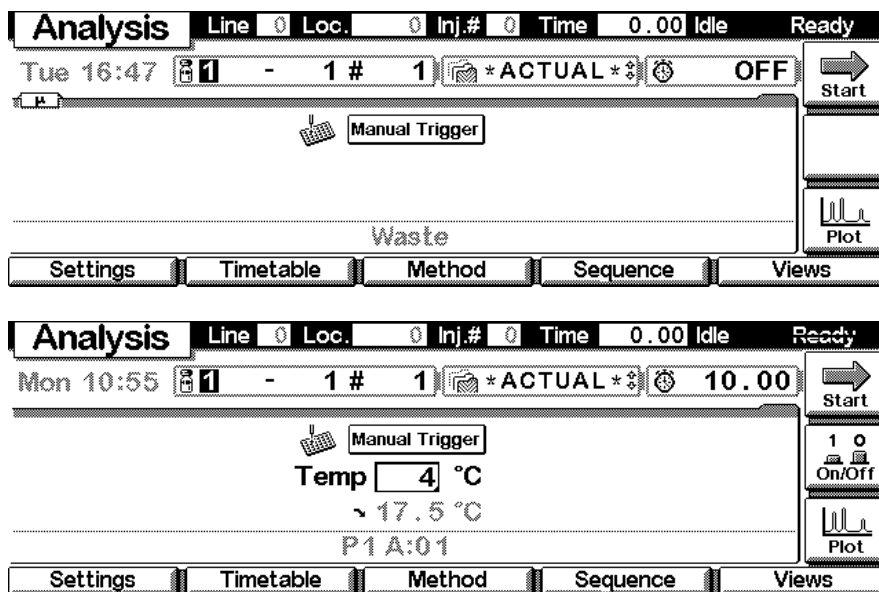 Analysis Line 0 Loc. 0 Inj.# 0 Time 0.00 Idle Ready
Tue 16:47 1 - 1 # 1 *ACTUAL* OFF
Start
µ
Manual Trigger
Waste
Plot
Settings Timetable Method Sequence Views
Analysis Line 0 Loc. 0 Inj.# 0 Time 0.00 Idle Ready
Mon 10:55 1 - 1 # 1 *ACTUAL* 10.00
Start
Manual Trigger
1 0
On/Off
Temp 4 °C
17.5 °C
P1 A:01
Plot
Settings Timetable Method Sequence Views